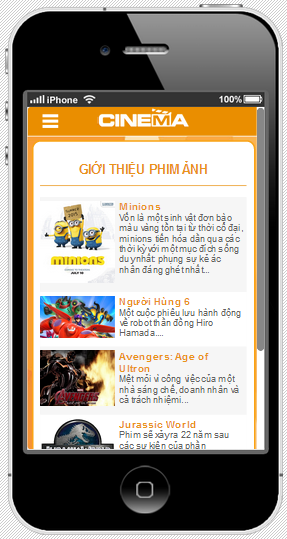 iPhone 100%
CINEMA
GIỚI THIỆU PHIM ẢNH
Minions
Vốn là một sinh vật đơn bào
màu vàng tồn tại từ thời cổ đại,
minions tiến hóa dần qua các
thời kỳ với một mục đích sống
duy nhất: phụng sự kẻ ác
nhân đáng ghét nhất...
minions
Người Hùng 6
Một cuộc phiêu lưu hành động
về robot thân đồng Hiro
Hamada....
Avengers: Age of
Ultron
Mệt mỏi vì công việc của một
nhà sáng chế, doanh nhân và
cả trách nhiệm...
AVENGERS
Jurassic World
Phim sẽ xảy ra 22 năm sau
các sự kiện của phần